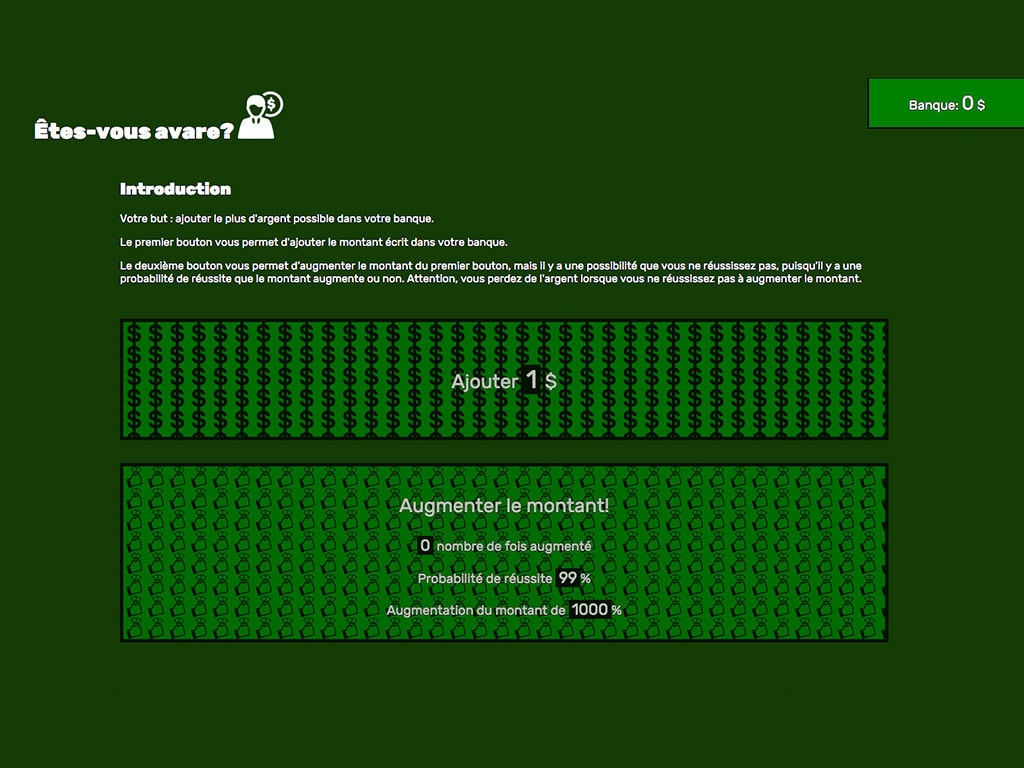 Êtes-vous avare?
Banque: 0 $
Introduction
Votre but : ajouter le plus d'argent possible dans votre banque.
Le premier bouton vous permet d'ajouter le montant écrit dans votre banque.
Le deuxième bouton vous permet d'augmenter le montant du premier bouton, mais il y a une possibilité que vous ne réussissez pas, puisqu'il y a une
probabilité de réussite que le montant augmente ou non. Attention, vous perdez de l'argent lorsque vous ne réussissez pas à augmenter le montant.
Ajouter 1 $
Augmenter le montant!
0 nombre de fois augmenté
Probabilité de réussite 99 %
Augmentation du montant de 1000 %